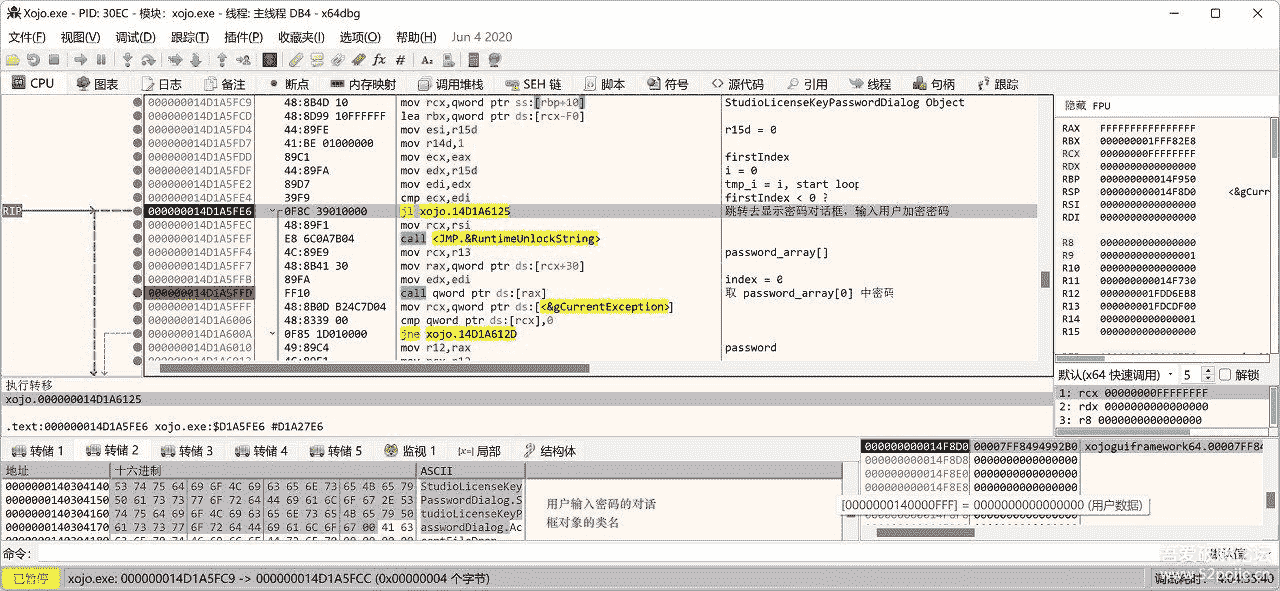 Xojo.exe - PID: 30EC - 模块: xojo.exe - 线程: 主线程 DB4 - x64dbg
文件(F) 视图(V) 调试(D) 跟踪(T) 插件(P) 收藏夹(I) 选项(O) 帮助(H) Jun 4 2020
CPU 图表 日志 备注 断点 内存映射 调用堆栈 SEH 链 脚本 符号 源代码 引用 线程 句柄 跟踪
000000014D1A5FC9 48:8B4D 10 mov rcx,qword ptr ss:[rbp+10] StudioLicenseKeyPasswordDialog Object
000000014D1A5FCD 48:8D99 10FFFFFF lea rbx,qword ptr ds:[rcx-F0]
000000014D1A5FD4 44:89FE mov esi,r15d r15d = 0
000000014D1A5FD7 41:BE 01000000 mov r14d,1
000000014D1A5FDD 89C1 mov ecx,eax firstIndex
000000014D1A5FDF 44:89FA mov edx,r15d i = 0
000000014D1A5FE2 89D7 mov edi,edx tmp_i = i, start loop
000000014D1A5FE4 39F9 cmp ecx,edi firstIndex < 0 ?
RIP 000000014D1A5FE6 0F8C 39010000 jl xojo.14D1A6125 跳转去显示密码对话框，输入用户加密密码
000000014D1A5FEC 48:89F1 mov rcx,rsi
000000014D1A5FEF E8 6C0A7B04 call <JMP.&RuntimeUnlockString>
000000014D1A5FF4 4C:89E9 mov rcx,r13 password_array[]
000000014D1A5FF7 48:8B41 30 mov rax,qword ptr ds:[rcx+30]
000000014D1A5FFB 89FA mov edx,edi index = 0
000000014D1A5FFD FF10 call qword ptr ds:[rax] 取 password_array[0] 中密码
000000014D1A5FFF 48:8B0D B24C7D04 mov rcx,qword ptr ds:[<&gCurrentException>]
000000014D1A6006 48:8339 00 cmp qword ptr ds:[rcx],0
000000014D1A600A 0F85 1D010000 jne xojo.14D1A612D
000000014D1A6010 49:89C4 mov r12,rax password
隐藏 FPU
RAX FFFFFFFFFFFFFFFF
RBX 000000001FFF82E8
RCX 00000000FFFFFFFF
RDX 0000000000000000
RBP 000000000014F950
RSP 000000000014F8D0 <&gCurr
RSI 0000000000000000
RDI 0000000000000000
R8 0000000000000000
R9 0000000000000001
R10 0000000000000000
R11 000000000014F730
R12 000000001FDD6EB8
R13 000000001FDCDF00
R14 0000000000000001
R15 0000000000000000
执行转移
xojo.000000014D1A6125
.text:000000014D1A5FE6 xojo.exe:$D1A5FE6 #D1A27E6
默认(x64 快速调用) 5 解锁
1: rcx 00000000FFFFFFFF
2: rdx 0000000000000000
3: r8 0000000000000000
转储 1 转储 2 转储 3 转储 4 转储 5 监视 1 [x=] 局部 结构体
地址 十六进制 ASCII
0000000140304140 53 74 75 64 69 6F 4C 69 63 65 6E 73 65 4B 65 79 StudioLicenseKey
0000000140304150 50 61 73 73 77 6F 72 64 44 69 61 6C 6F 67 2E 53 PasswordDialog.S
0000000140304160 74 75 64 69 6F 4C 69 63 65 6E 73 65 4B 65 79 50 tudioLicenseKeyP
0000000140304170 61 73 73 77 6F 72 64 44 69 61 6C 6F 67 00 41 63 asswordDialog.Ac
用户输入密码的对话
框对象的类名
000000000014F8D0 00007FF8494992B0 xojoguiframework64.00007FF84
000000000014F8D8 0000000000000000
000000000014F8E0 0000000000000000
000000000014F8E8 0000000000000000
[0000000140000FFF] = 0000000000000000 (用户数据)
命令:
默认值
已暂停 xojo.exe: 000000014D1A5FC9 -> 000000014D1A5FCC (0x00000004 个字节)
www.52pojie.cn